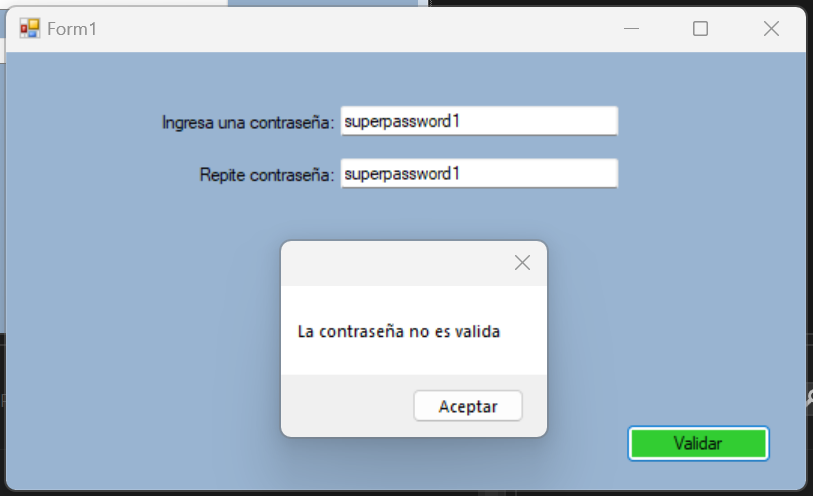 Form1
Ingresa una contraseña: superpassword1
Repite contraseña: superpassword1
La contraseña no es valida
Aceptar
Validar